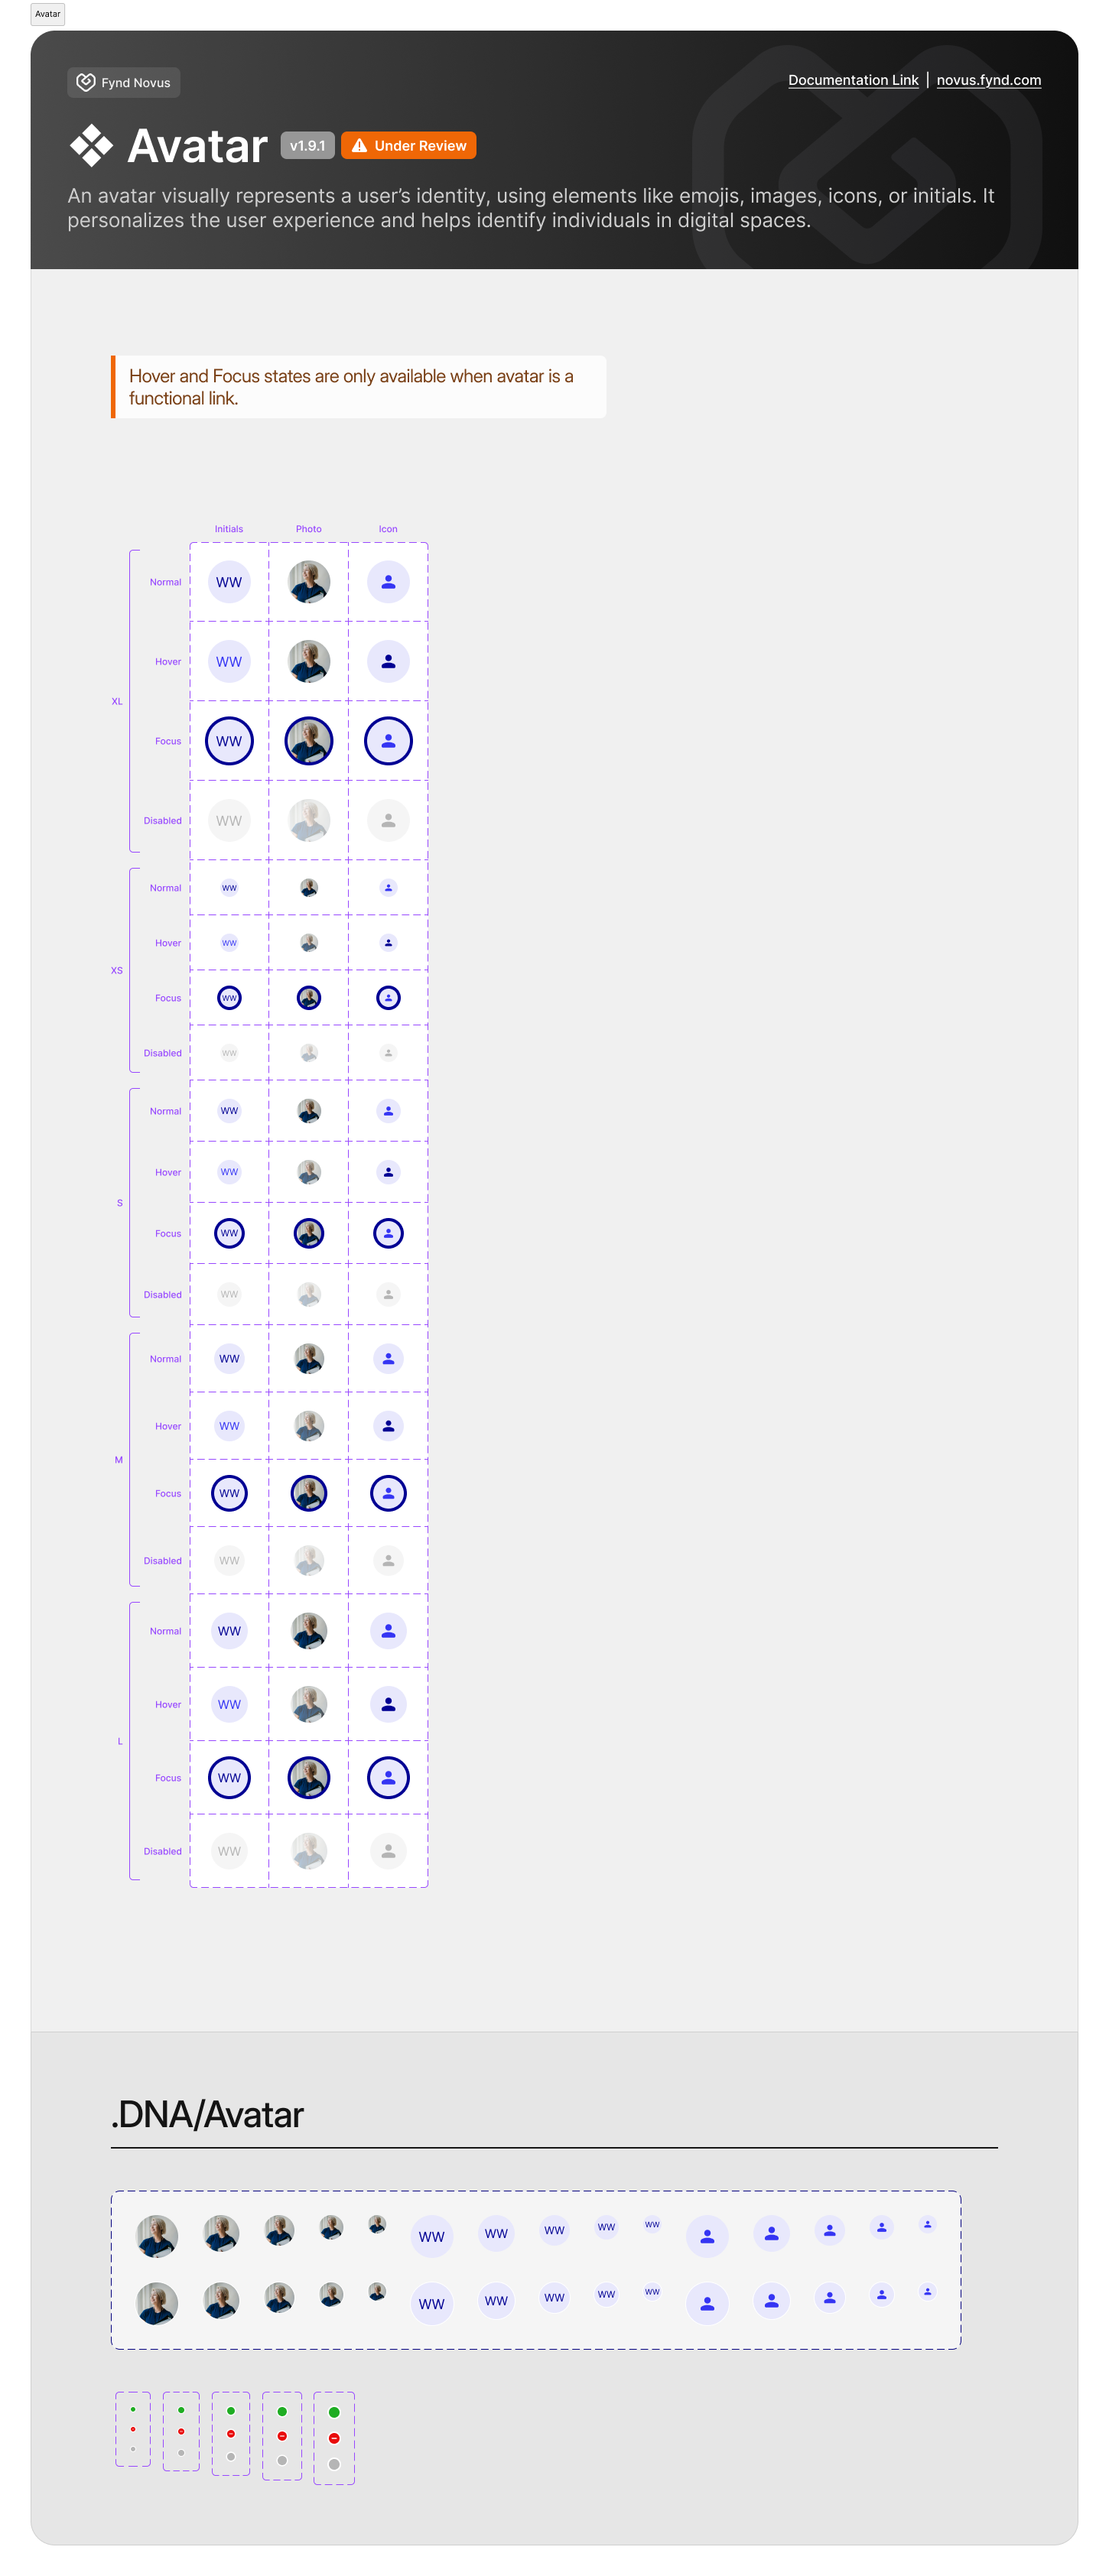 Avatar
Fynd Novus
Documentation Link | novus.fynd.com
Avatar v1.9.1 Under Review
An avatar visually represents a user’s identity, using elements like emojis, images, icons, or initials. It
personalizes the user experience and helps identify individuals in digital spaces.
Hover and Focus states are only available when avatar is a
functional link.
Initials Photo Icon
Normal WW
Hover WW
XL
Focus WW
Disabled WW
Normal WW
Hover WW
XS
Focus WW
Disabled WW
Normal WW
Hover WW
S
Focus WW
Disabled WW
Normal WW
Hover WW
M
Focus WW
Disabled WW
Normal WW
Hover WW
L
Focus WW
Disabled WW
.DNA/Avatar
WW WW WW WW WW
WW WW WW WW WW